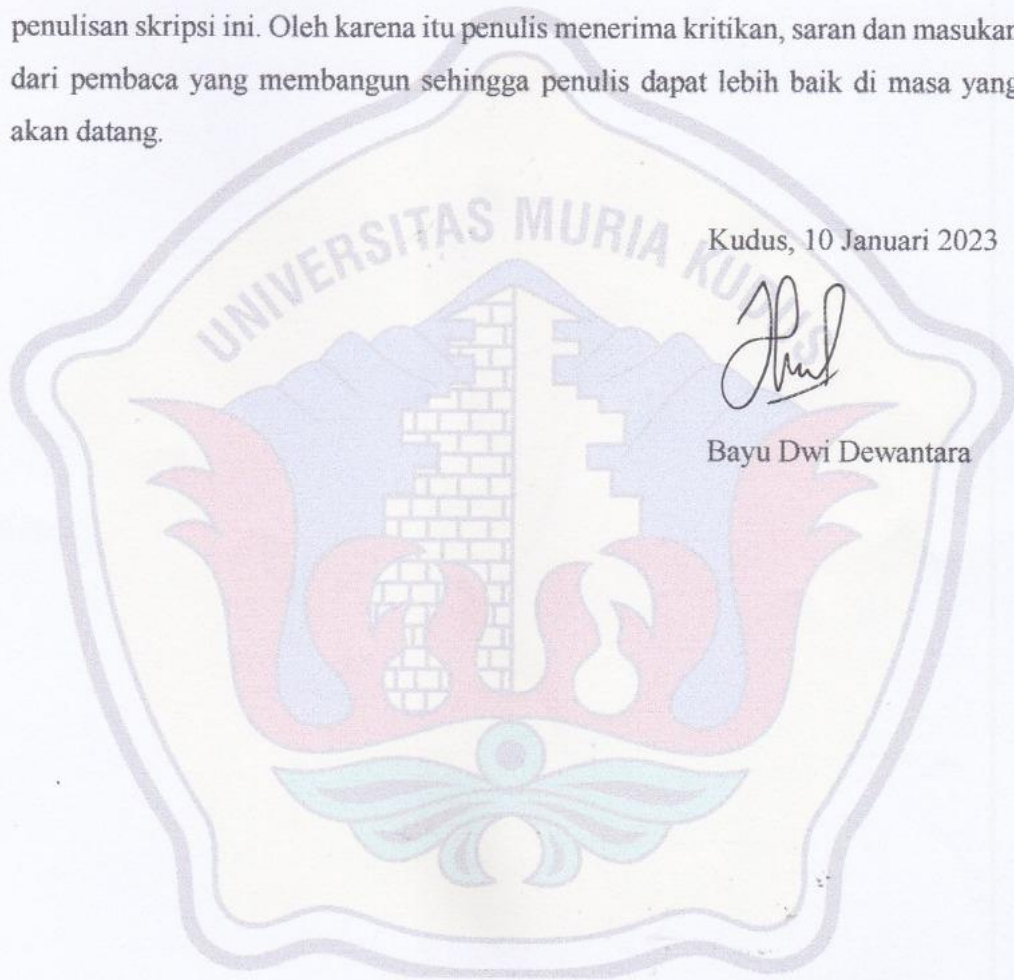 penulisan skripsi ini. Oleh karena itu penulis menerima kritikan, saran dan masukan
dari pembaca yang membangun sehingga penulis dapat lebih baik di masa yang
akan datang.
UNIVERSITAS MURIA KUDUS
Kudus, 10 Januari 2023
Bayu Dwi Dewantara